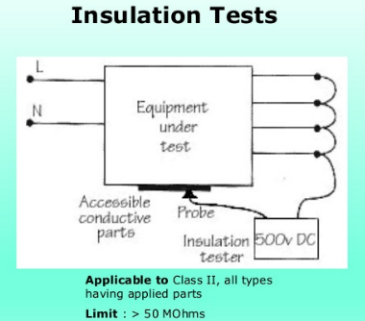 Insulation Tests
L
N
Equipment
under
test
Accessible
conductive
parts
Probe
Insulation
tester
500v DC
Applicable to Class II, all types
having applied parts
Limit : > 50 MOhms